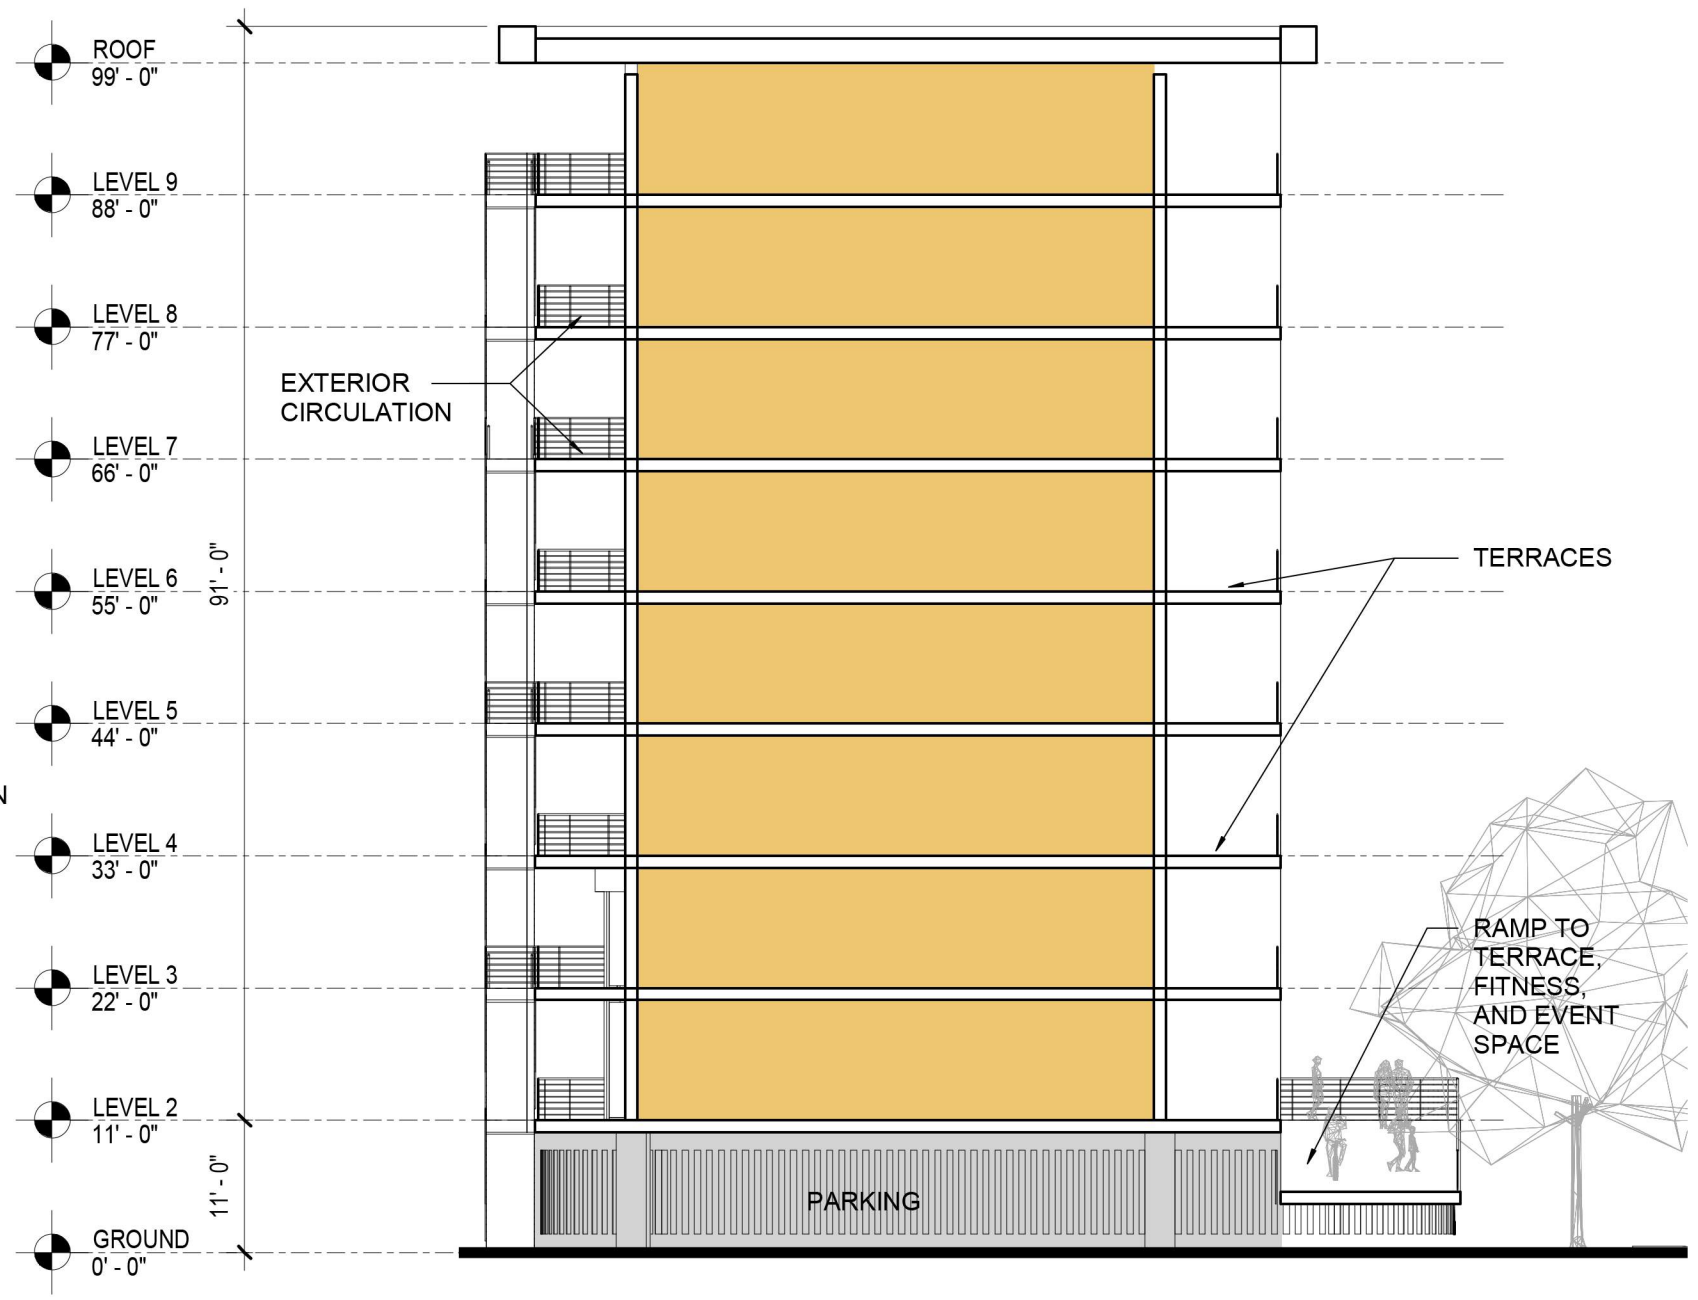 ROOF
99' - 0"
LEVEL 9
88' - 0"
LEVEL 8
77' - 0"
EXTERIOR
CIRCULATION
LEVEL 7
66' - 0"
TERRACES
LEVEL 6
55' - 0"
91' - 0"
LEVEL 5
44' - 0"
N
LEVEL 4
33' - 0"
RAMP TO
TERRACE,
FITNESS,
AND EVENT
SPACE
LEVEL 3
22' - 0"
LEVEL 2
11' - 0"
11' - 0"
PARKING
GROUND
0' - 0"